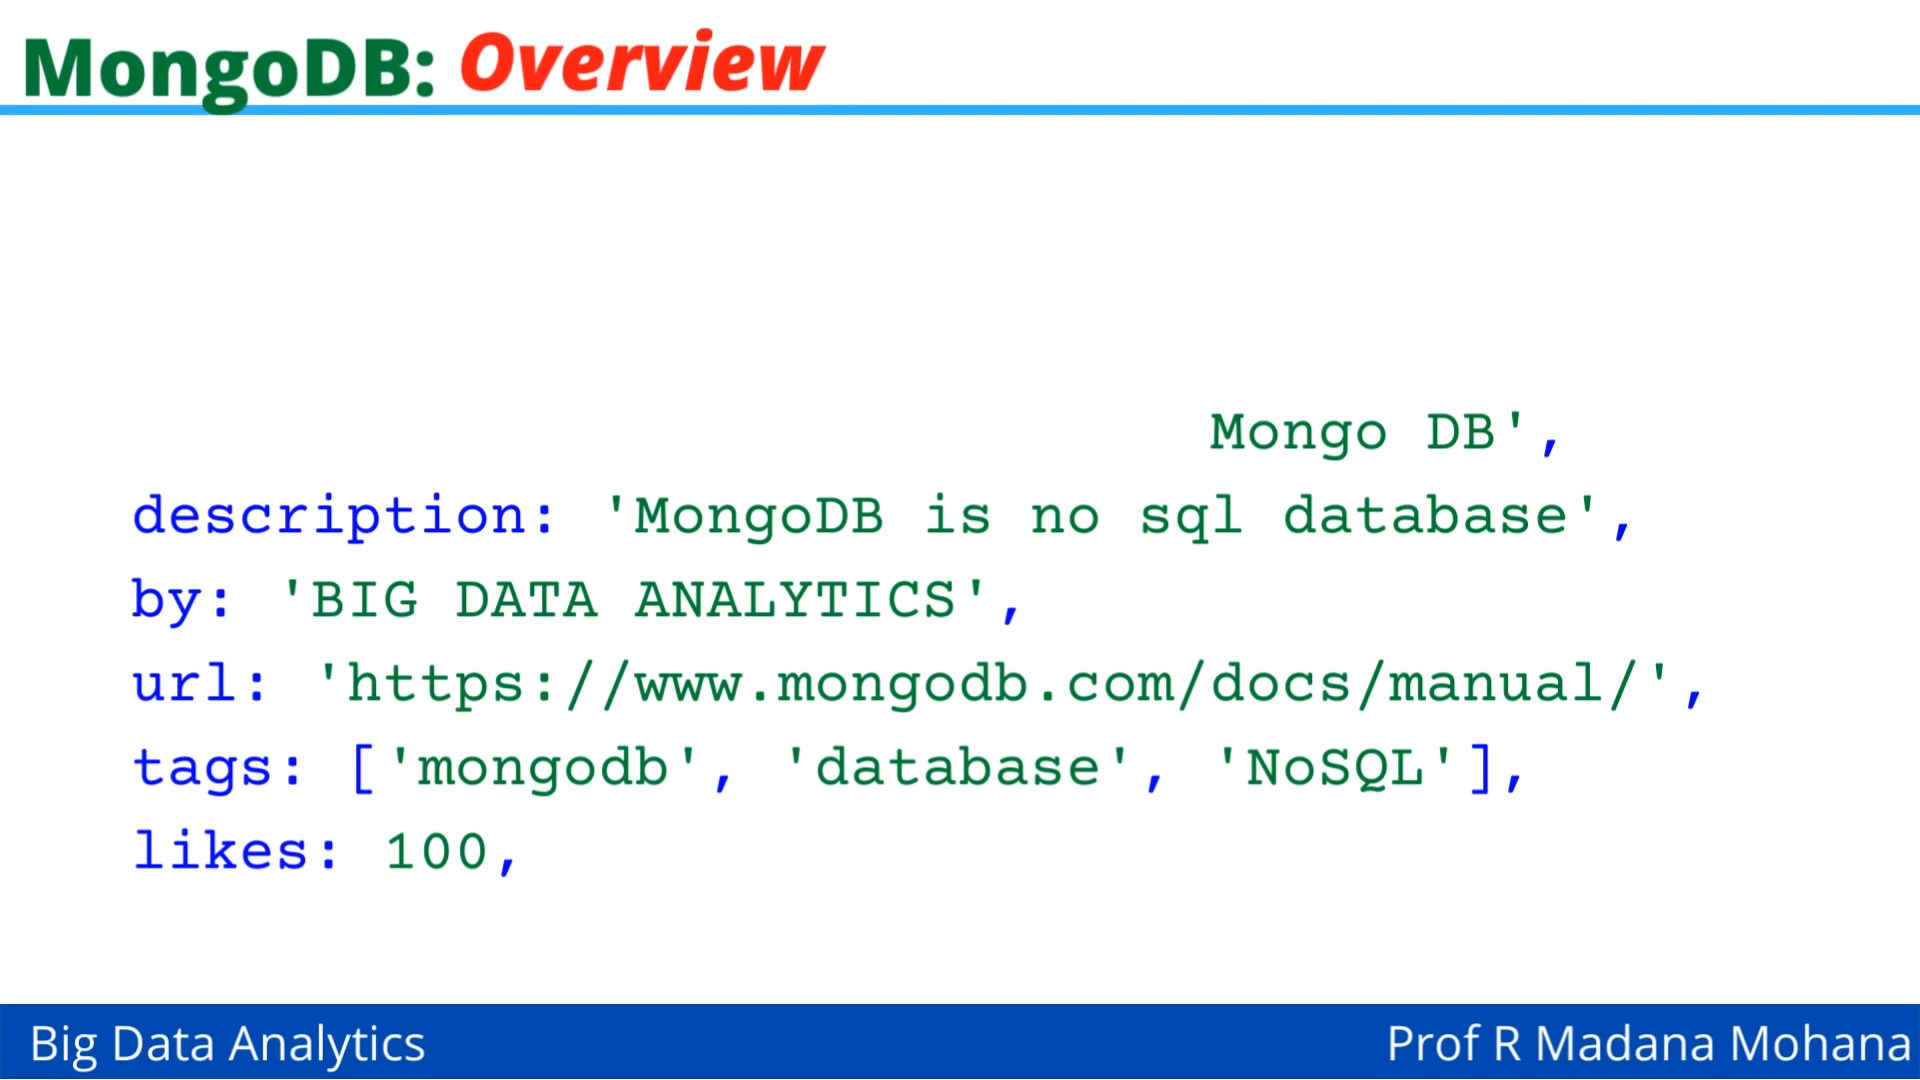 MongoDB: Overview
Mongo DB',
description: 'MongoDB is no sql database',
by: 'BIG DATA ANALYTICS',
url: 'https://www.mongodb.com/docs/manual/',
tags: ['mongodb', 'database', 'NoSQL'],
likes: 100,
Big Data Analytics
Prof R Madana Mohana